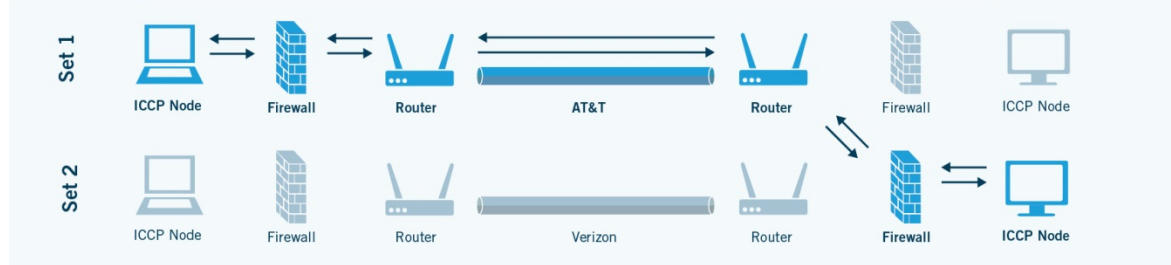 Set 1
ICCP Node
Firewall
Router
AT&T
Router
Firewall
ICCP Node
Set 2
ICCP Node
Firewall
Router
Verizon
Router
Firewall
ICCP Node